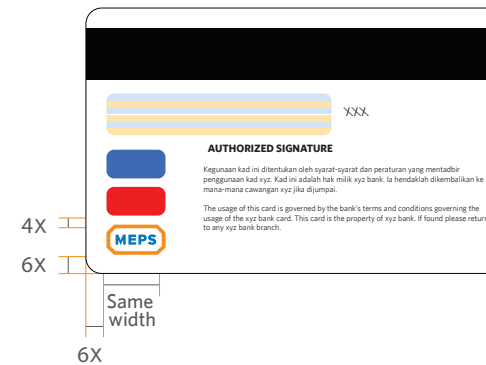 XXX
AUTHORIZED SIGNATURE
Kegunaan kad ini ditentukan oleh syarat-syarat dan peraturan yang mentadbir
penggunaan kad xyz. Kad ini adalah hak milik xyz bank. Ia hendaklah dikembalikan ke
mana-mana cawangan xyz jika dijumpai.
The usage of this card is governed by the bank's terms and conditions governing the
usage of the xyz bank card. This card is the property of xyz bank. If found please return
to any xyz bank branch.
4X
MEPS
6X
Same
width
6X